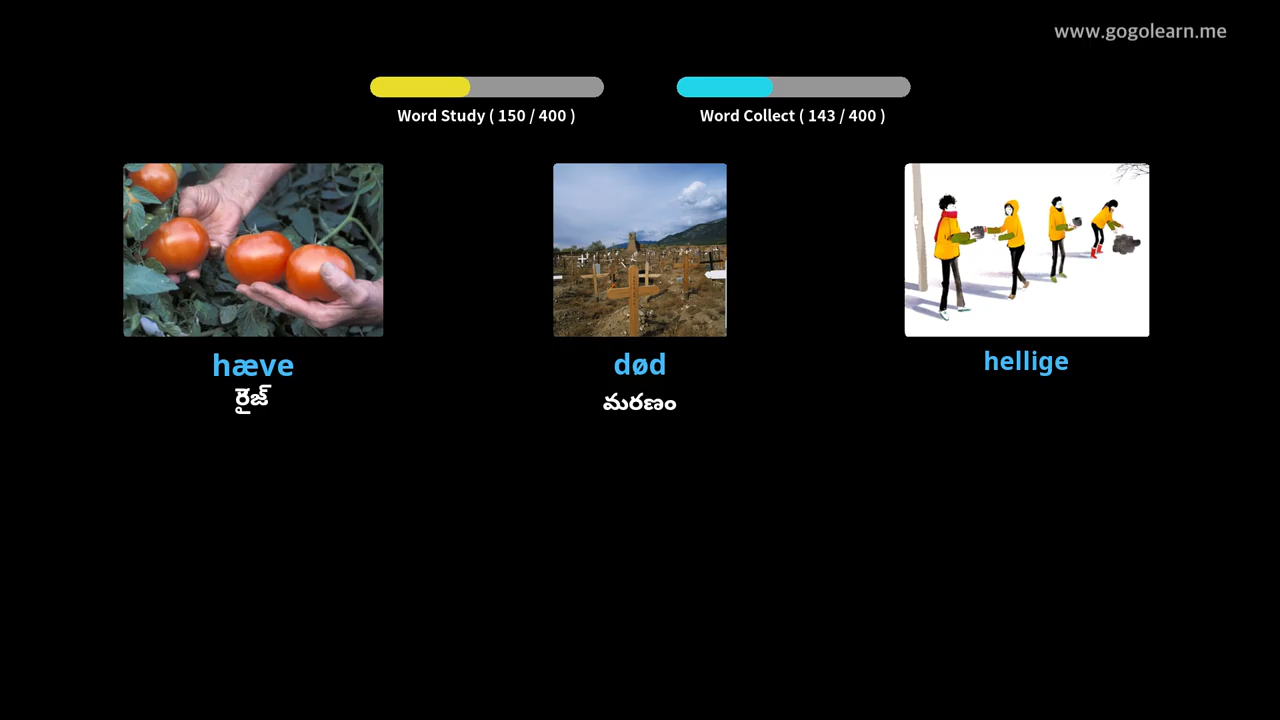 www.gogolearn.me
Word Study ( 150 / 400 )
Word Collect ( 143 / 400 )
hæve
రైజ్
død
మరణం
hellige